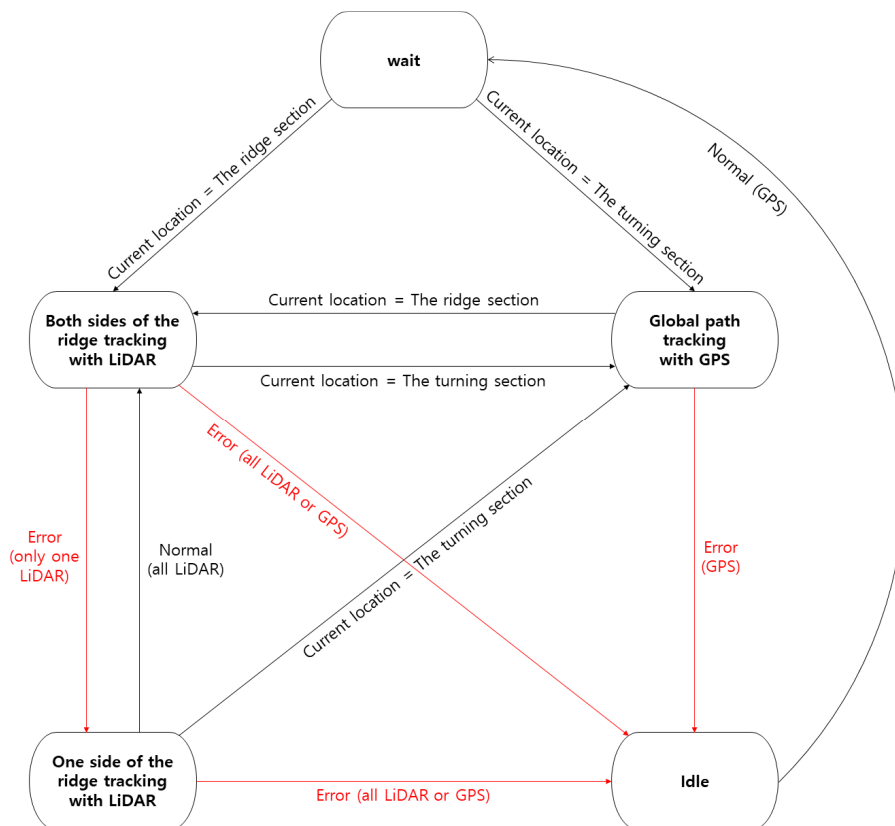 wait
Current location = The ridge section
Current location = The turning section
Normal (GPS)
Both sides of the
ridge tracking
with LiDAR
Current location = The ridge section
Current location = The turning section
Global path
tracking
with GPS
Error (all LiDAR or GPS)
Error
(only one
LiDAR)
Normal
(all LiDAR)
Current location = The turning section
Error
(GPS)
One side of the
ridge tracking
with LiDAR
Error (all LiDAR or GPS)
Idle